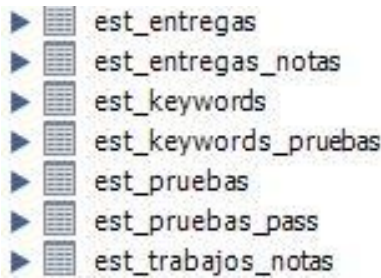 est_entregas
est_entregas_notas
est_keywords
est_keywords_pruebas
est_pruebas
est_pruebas_pass
est_trabajos_notas